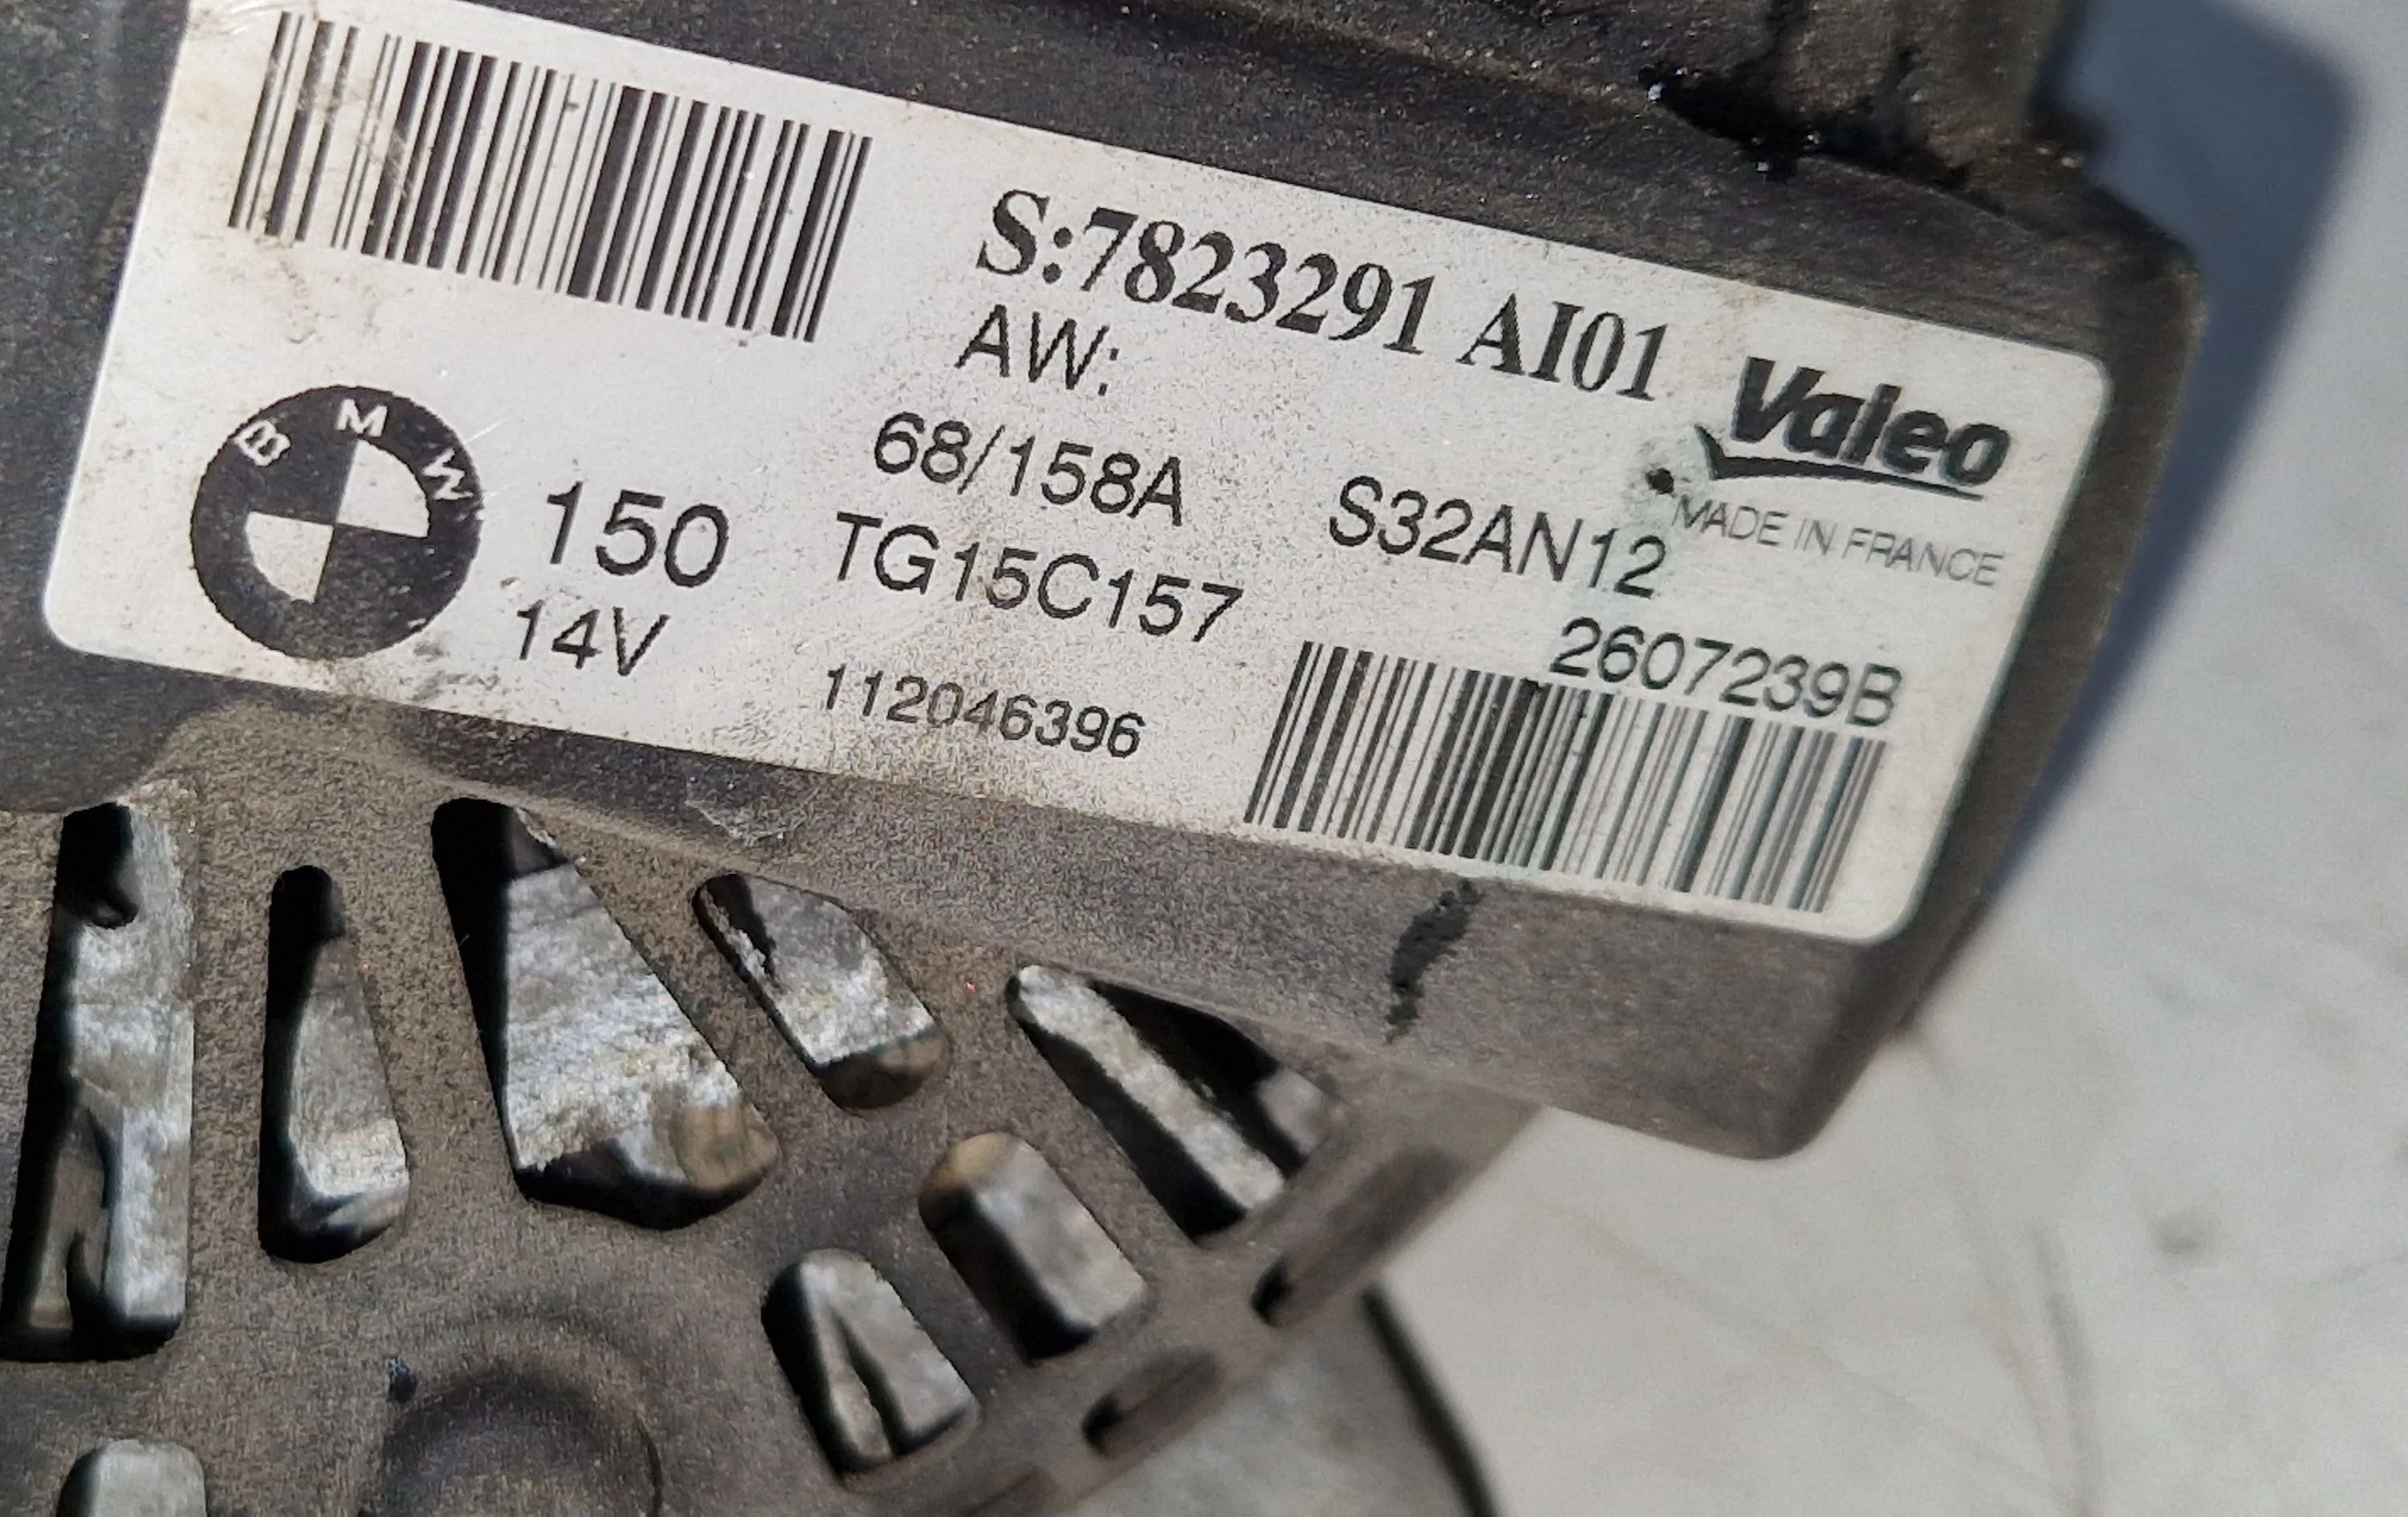 S:7823291 AI01
AW:
Valeo
MADE IN FRANCE
BMW
150
68/158A
S32AN12
14V
TG15C157
2607239B
112046396